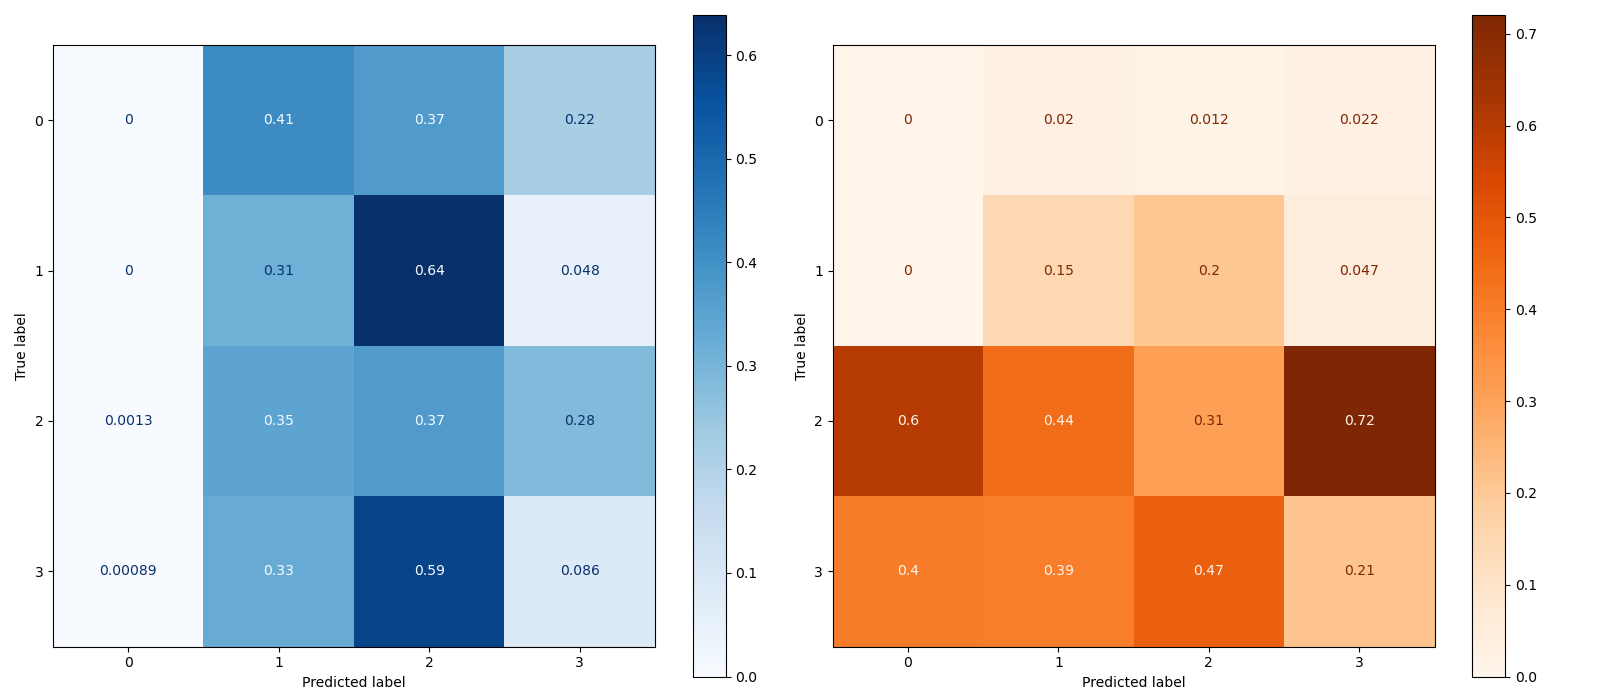 0 0 0.41 0.37 0.22
1 0 0.31 0.64 0.048
2 0.0013 0.35 0.37 0.28
3 0.00089 0.33 0.59 0.086
0 1 2 3
True label
Predicted label
0.6
0.5
0.4
0.3
0.2
0.1
0.0
0 0 0.02 0.012 0.022
1 0 0.15 0.2 0.047
2 0.6 0.44 0.31 0.72
3 0.4 0.39 0.47 0.21
0 1 2 3
True label
Predicted label
0.7
0.6
0.5
0.4
0.3
0.2
0.1
0.0